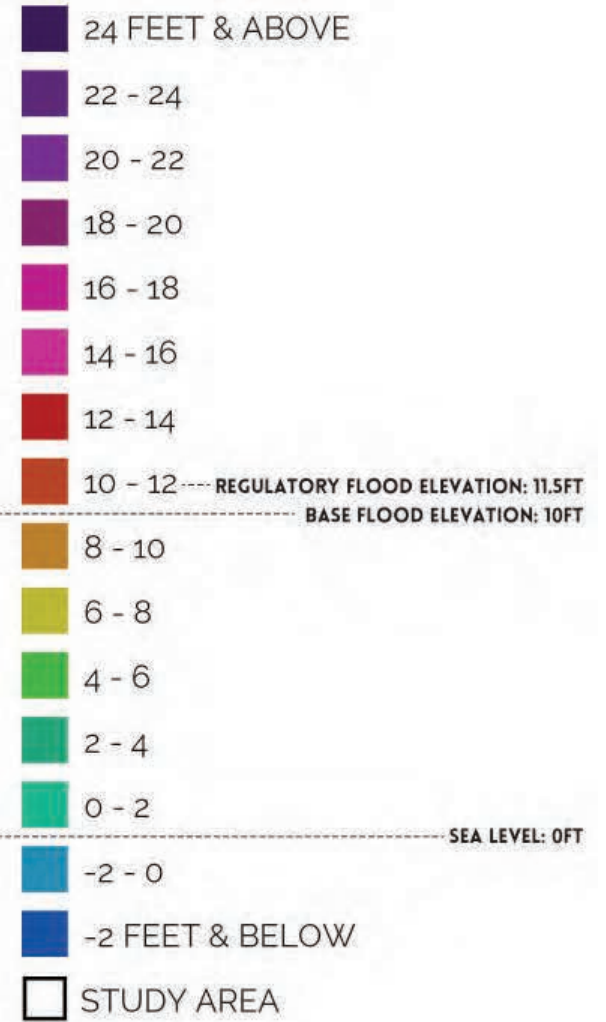 24 FEET & ABOVE
22 - 24
20 - 22
18 - 20
16 - 18
14 - 16
12 - 14
10 - 12 ---- REGULATORY FLOOD ELEVATION: 11.5FT
BASE FLOOD ELEVATION: 10FT
8 - 10
6 - 8
4 - 6
2 - 4
0 - 2
SEA LEVEL: 0FT
-2 - 0
-2 FEET & BELOW
STUDY AREA